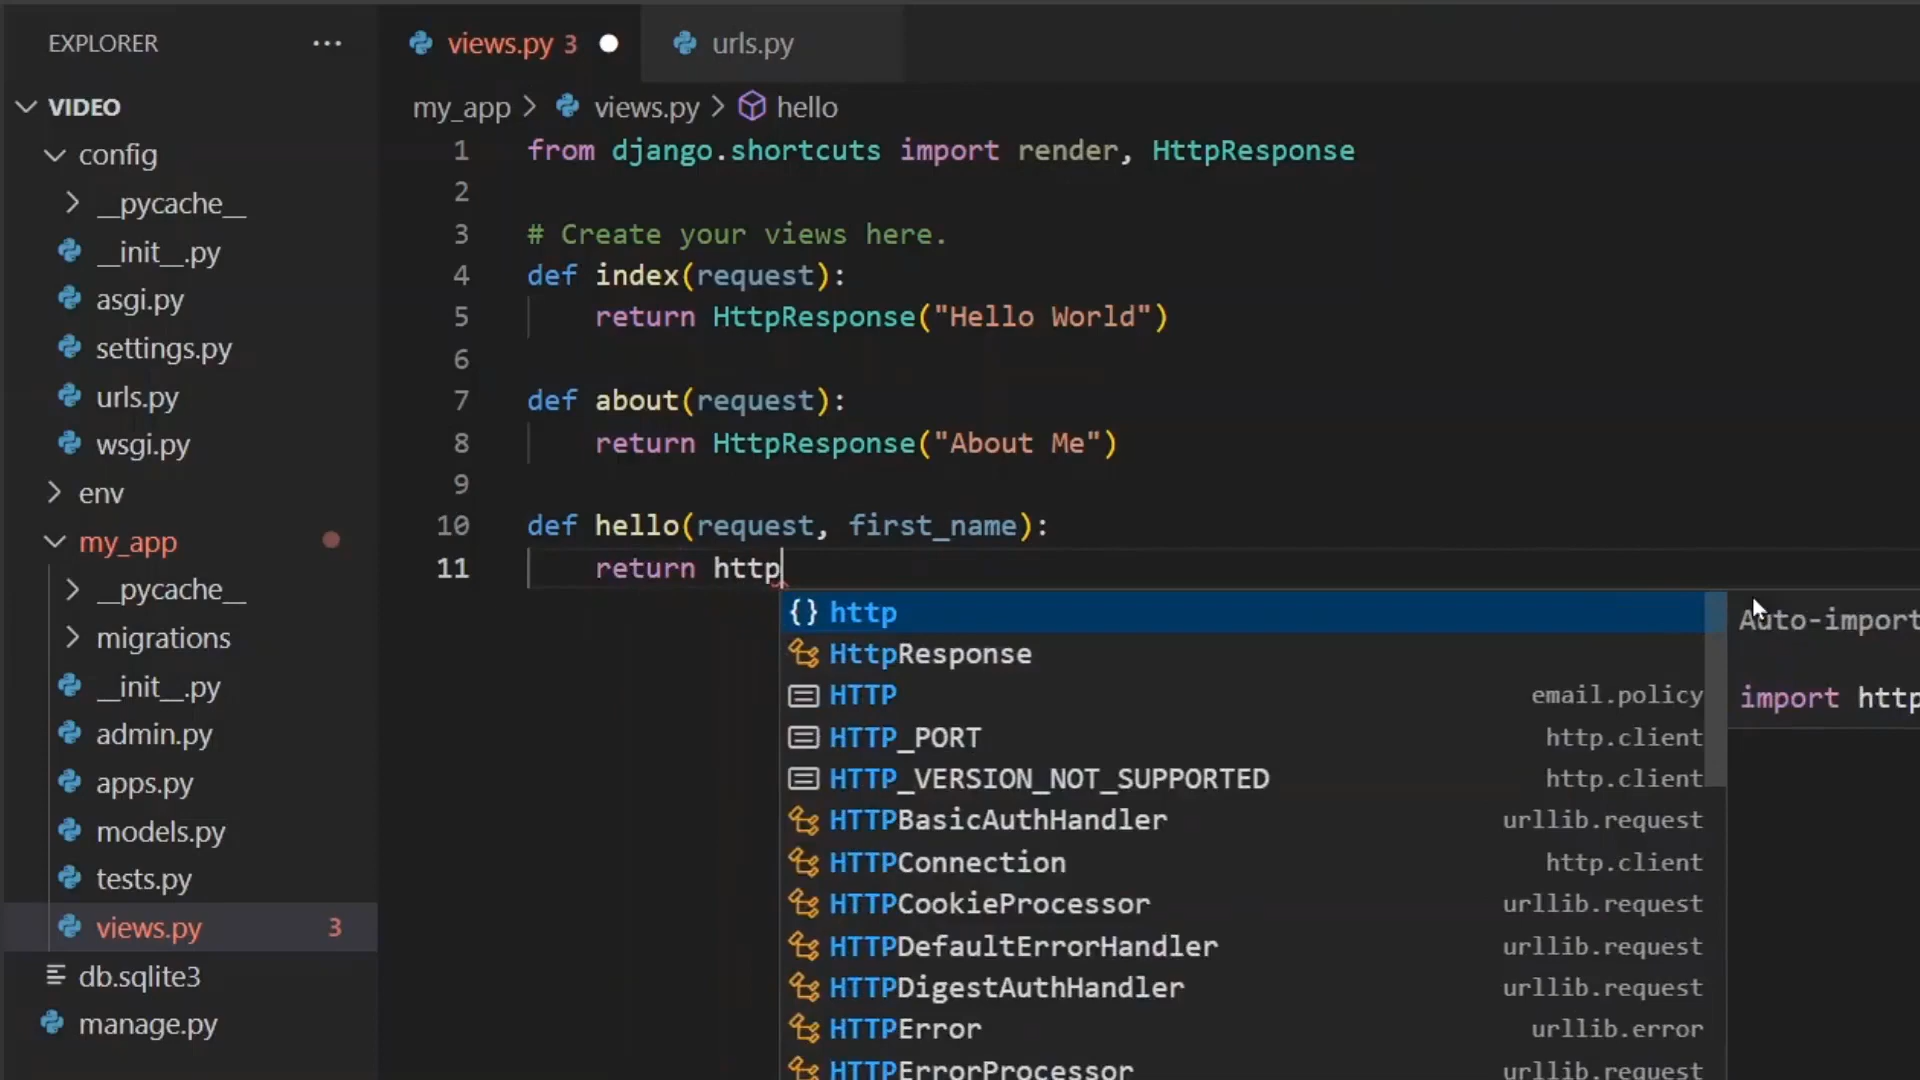 EXPLORER
VIDEO
config
__pycache__
__init__.py
asgi.py
settings.py
urls.py
wsgi.py
env
my_app
__pycache__
migrations
__init__.py
admin.py
apps.py
models.py
tests.py
views.py 3
db.sqlite3
manage.py
views.py 3 urls.py
my_app > views.py > hello
1 from django.shortcuts import render, HttpResponse
2
3 # Create your views here.
4 def index(request):
5 return HttpResponse("Hello World")
6
7 def about(request):
8 return HttpResponse("About Me")
9
10 def hello(request, first_name):
11 return http
{} http
HttpResponse
HTTP email.policy
HTTP_PORT http.client
HTTP_VERSION_NOT_SUPPORTED http.client
HTTPBasicAuthHandler urllib.request
HTTPConnection http.client
HTTPCookieProcessor urllib.request
HTTPDefaultErrorHandler urllib.request
HTTPDigestAuthHandler urllib.request
HTTPError urllib.error
HTTPErrorProcessor urllib.request
Auto-import
import http